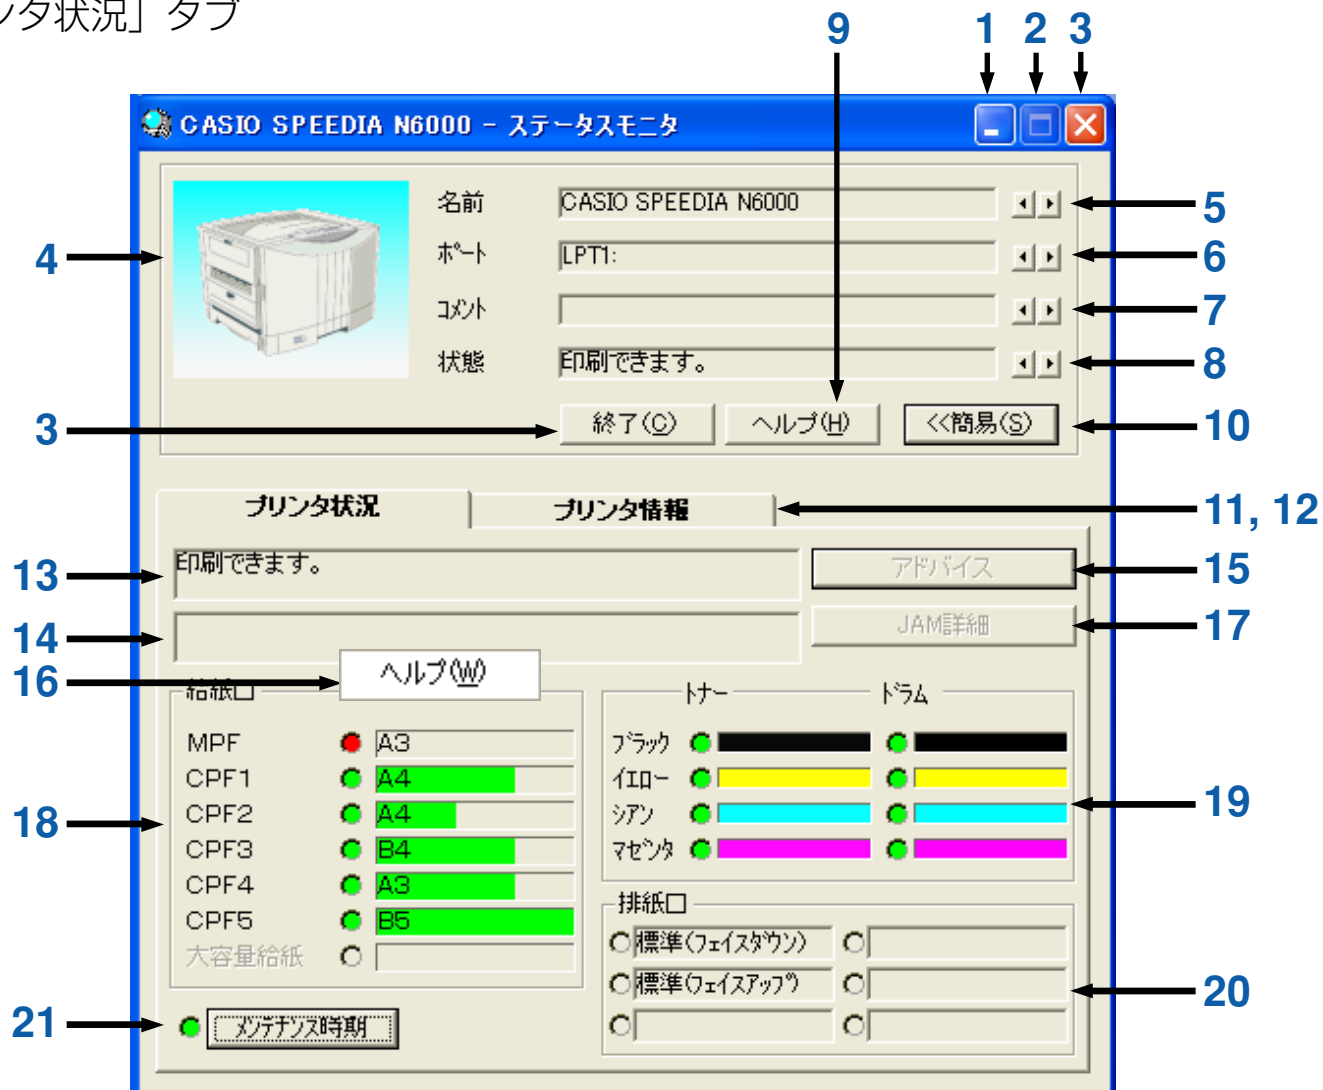 ンタ状況」タブ
9 1 2 3
CASIO SPEEDIA N6000 - ステータスモニタ
名前 CASIO SPEEDIA N6000 5
4 ポート LPT1: 6
コメント 7
状態 印刷できます。 8
3 終了(C) ヘルプ(H) <<簡易(S) 10
プリンタ状況 プリンタ情報 11, 12
13 印刷できます。 アドバイス 15
14 JAM詳細 17
16 ヘルプ(W)
給紙口 トナー ドラム
MPF A3 ブラック
CPF1 A4 イエロー
18 CPF2 A4 シアン 19
CPF3 B4 マゼンタ
CPF4 A3
CPF5 B5
大容量給紙
排紙口
標準(フェイスダウン)
標準(フェイスアップ) 20
21 メンテナンス時期